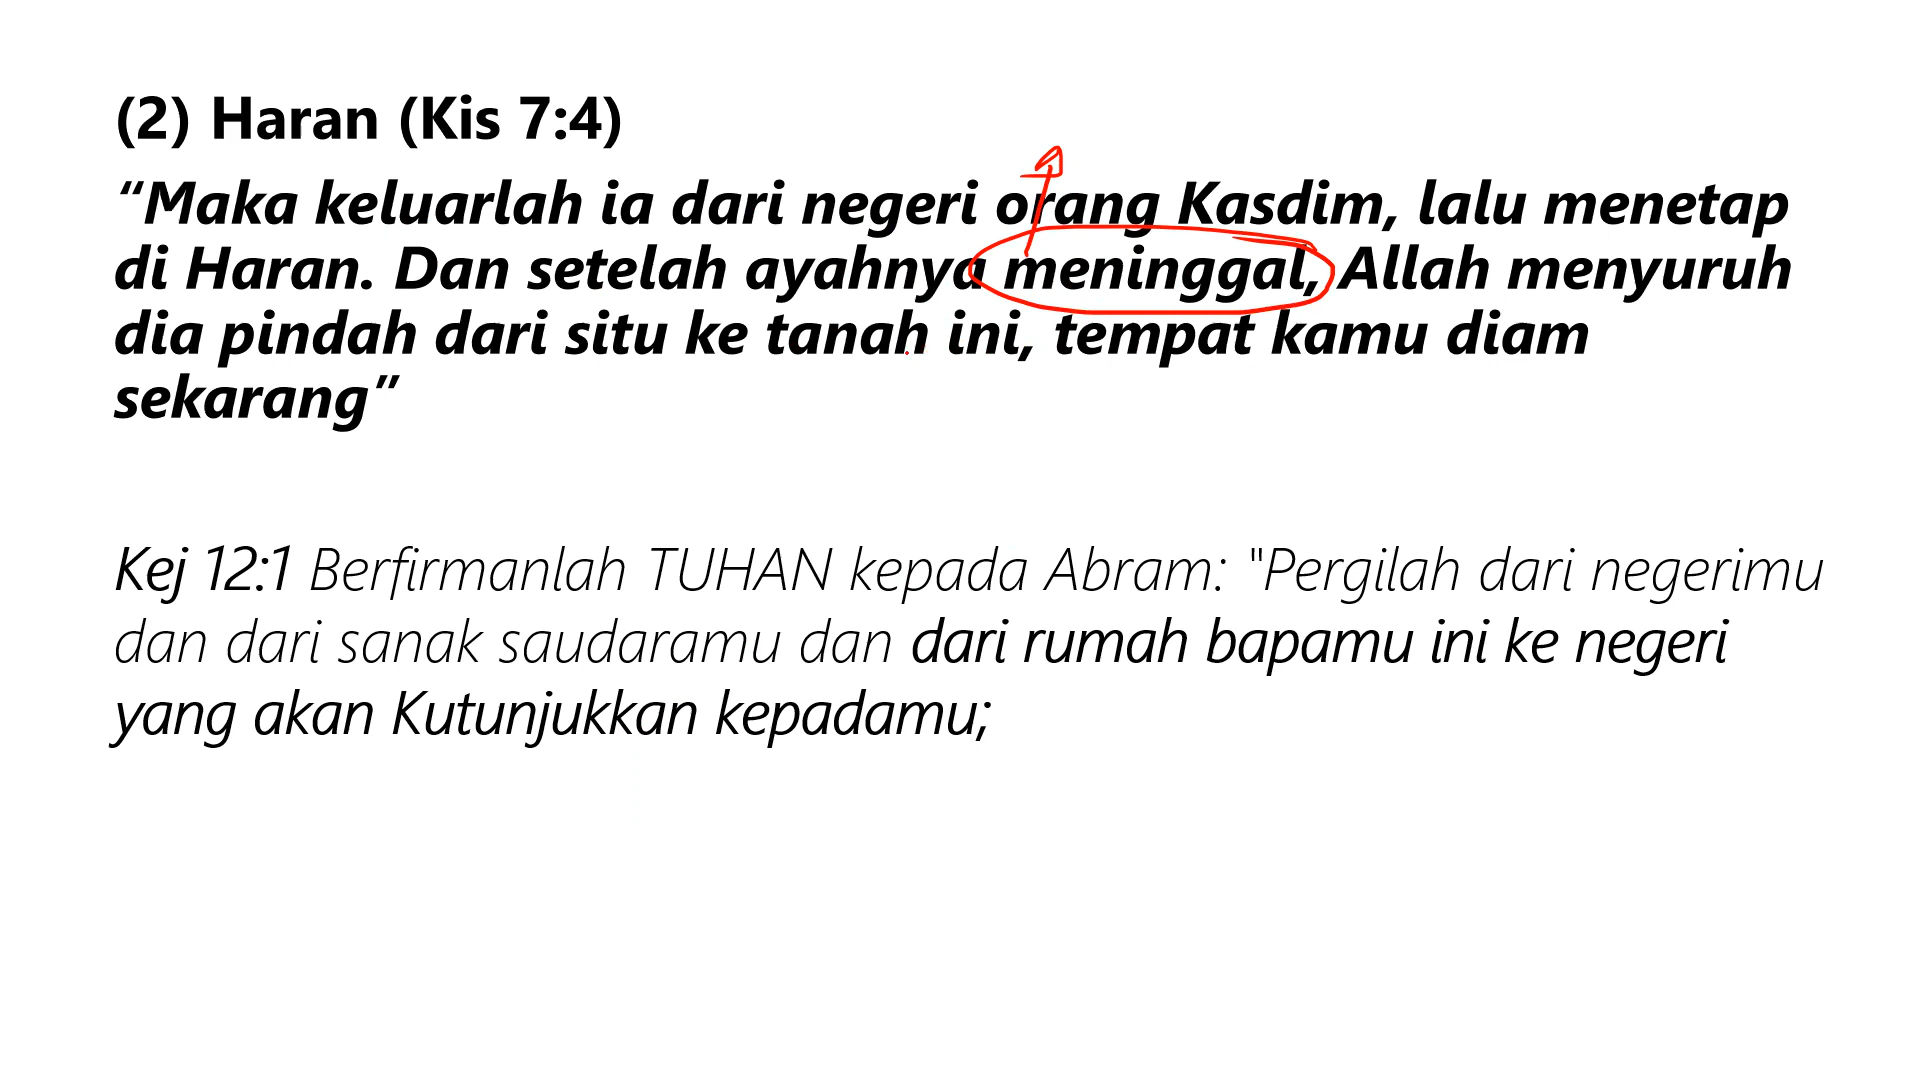 (2) Haran (Kis 7:4)
“Maka keluarlah ia dari negeri orang Kasdim, lalu menetap
di Haran. Dan setelah ayahnya meninggal, Allah menyuruh
dia pindah dari situ ke tanah ini, tempat kamu diam
sekarang”
Kej 12:1 Berfirmanlah TUHAN kepada Abram: "Pergilah dari negerimu
dan dari sanak saudaramu dan dari rumah bapamu ini ke negeri
yang akan Kutunjukkan kepadamu;